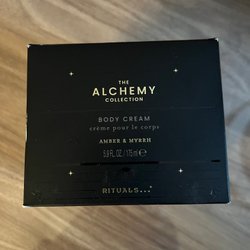 THE
ALCHEMY
COLLECTION
BODY CREAM
crème pour le corps
AMBER & MYRRH
5.9 FL. OZ. / 175 ml ℮
RITUALS...